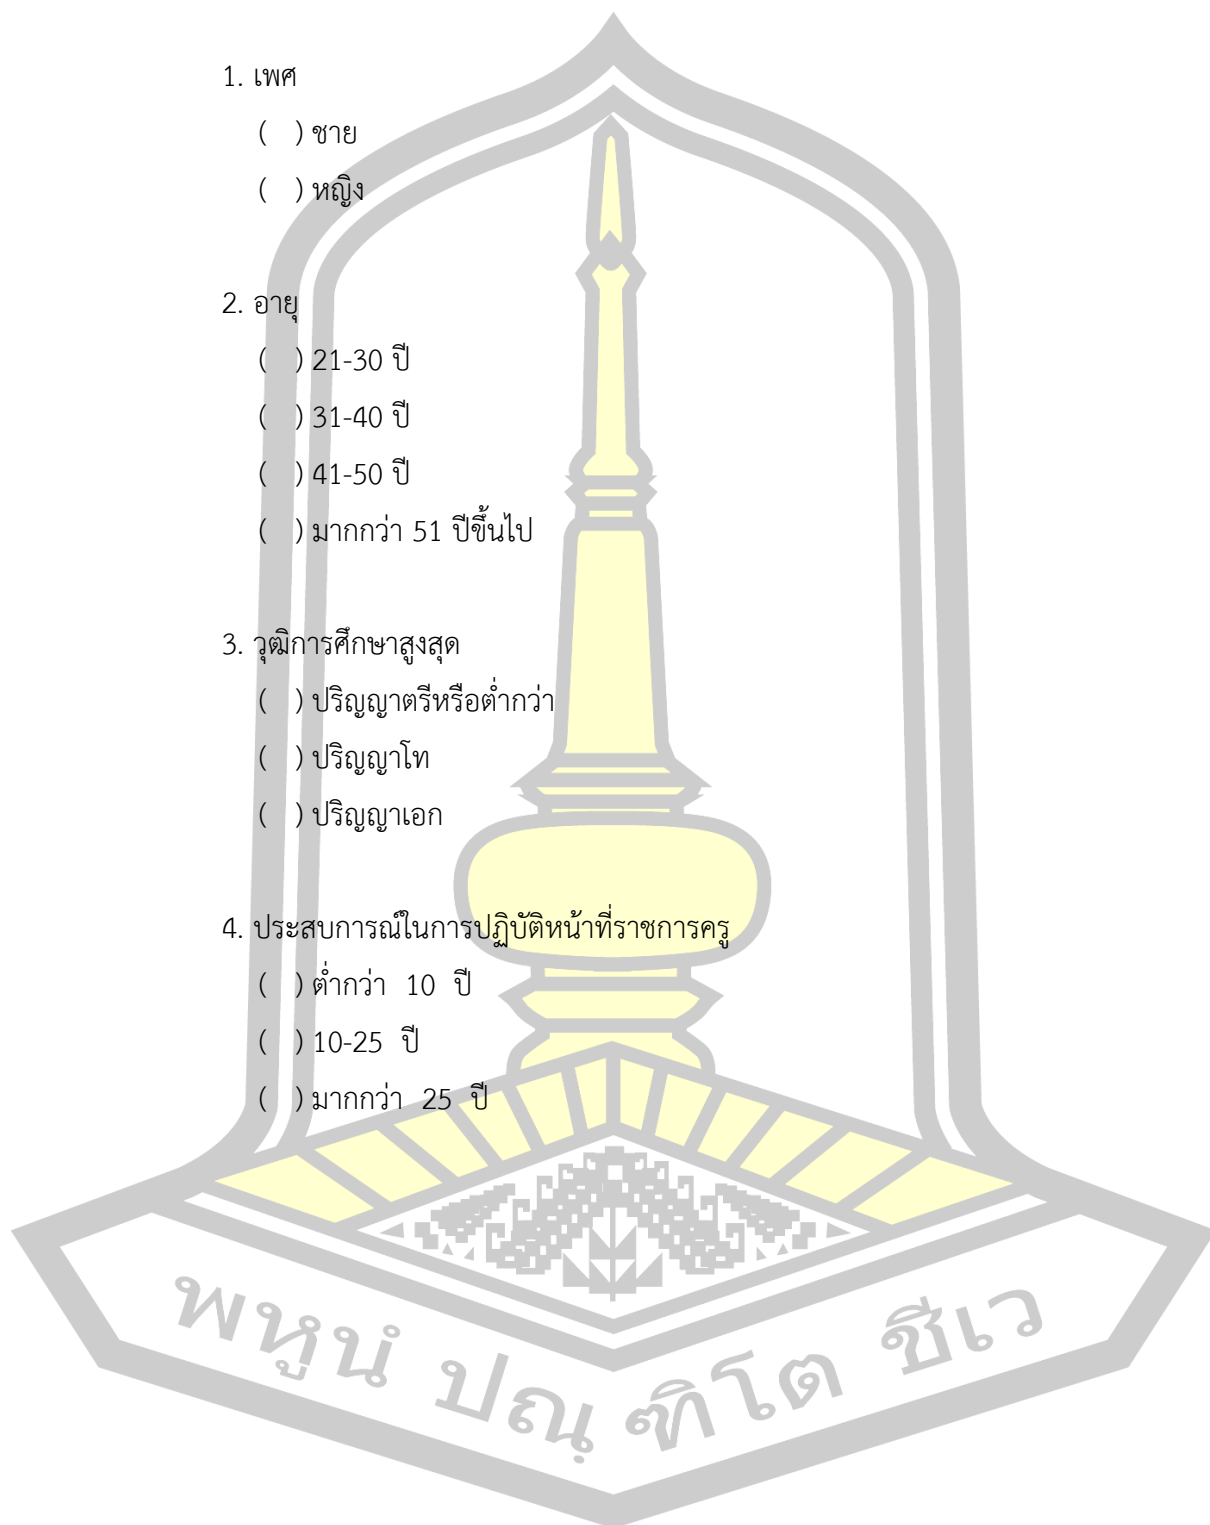 1. เพศ
( ) ชาย
( ) หญิง
2. อายุ
( ) 21-30 ปี
( ) 31-40 ปี
( ) 41-50 ปี
( ) มากกว่า 51 ปีขึ้นไป
3. วุฒิการศึกษาสูงสุด
( ) ปริญญาตรีหรือต่ำกว่า
( ) ปริญญาโท
( ) ปริญญาเอก
4. ประสบการณ์ในการปฏิบัติหน้าที่ราชการครู
( ) ต่ำกว่า 10 ปี
( ) 10-25 ปี
( ) มากกว่า 25 ปี
พหูนํ ปณฺ ฑิโต ชีเว